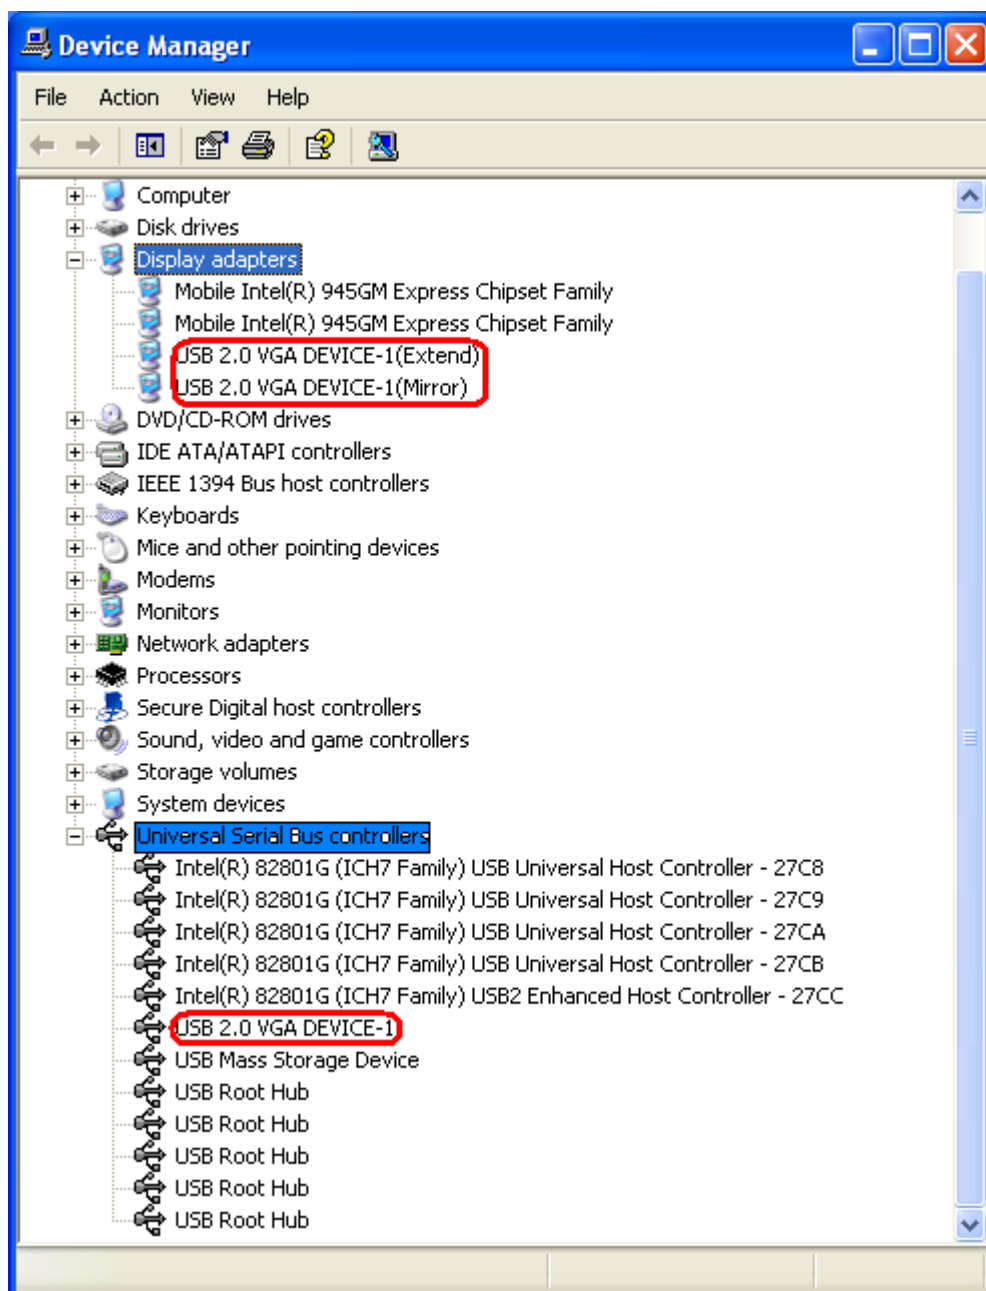 Device Manager
File Action View Help
Computer
Disk drives
Display adapters
Mobile Intel(R) 945GM Express Chipset Family
Mobile Intel(R) 945GM Express Chipset Family
USB 2.0 VGA DEVICE-1(Extend)
USB 2.0 VGA DEVICE-1(Mirror)
DVD/CD-ROM drives
IDE ATA/ATAPI controllers
IEEE 1394 Bus host controllers
Keyboards
Mice and other pointing devices
Modems
Monitors
Network adapters
Processors
Secure Digital host controllers
Sound, video and game controllers
Storage volumes
System devices
Universal Serial Bus controllers
Intel(R) 82801G (ICH7 Family) USB Universal Host Controller - 27C8
Intel(R) 82801G (ICH7 Family) USB Universal Host Controller - 27C9
Intel(R) 82801G (ICH7 Family) USB Universal Host Controller - 27CA
Intel(R) 82801G (ICH7 Family) USB Universal Host Controller - 27CB
Intel(R) 82801G (ICH7 Family) USB2 Enhanced Host Controller - 27CC
USB 2.0 VGA DEVICE-1
USB Mass Storage Device
USB Root Hub
USB Root Hub
USB Root Hub
USB Root Hub
USB Root Hub